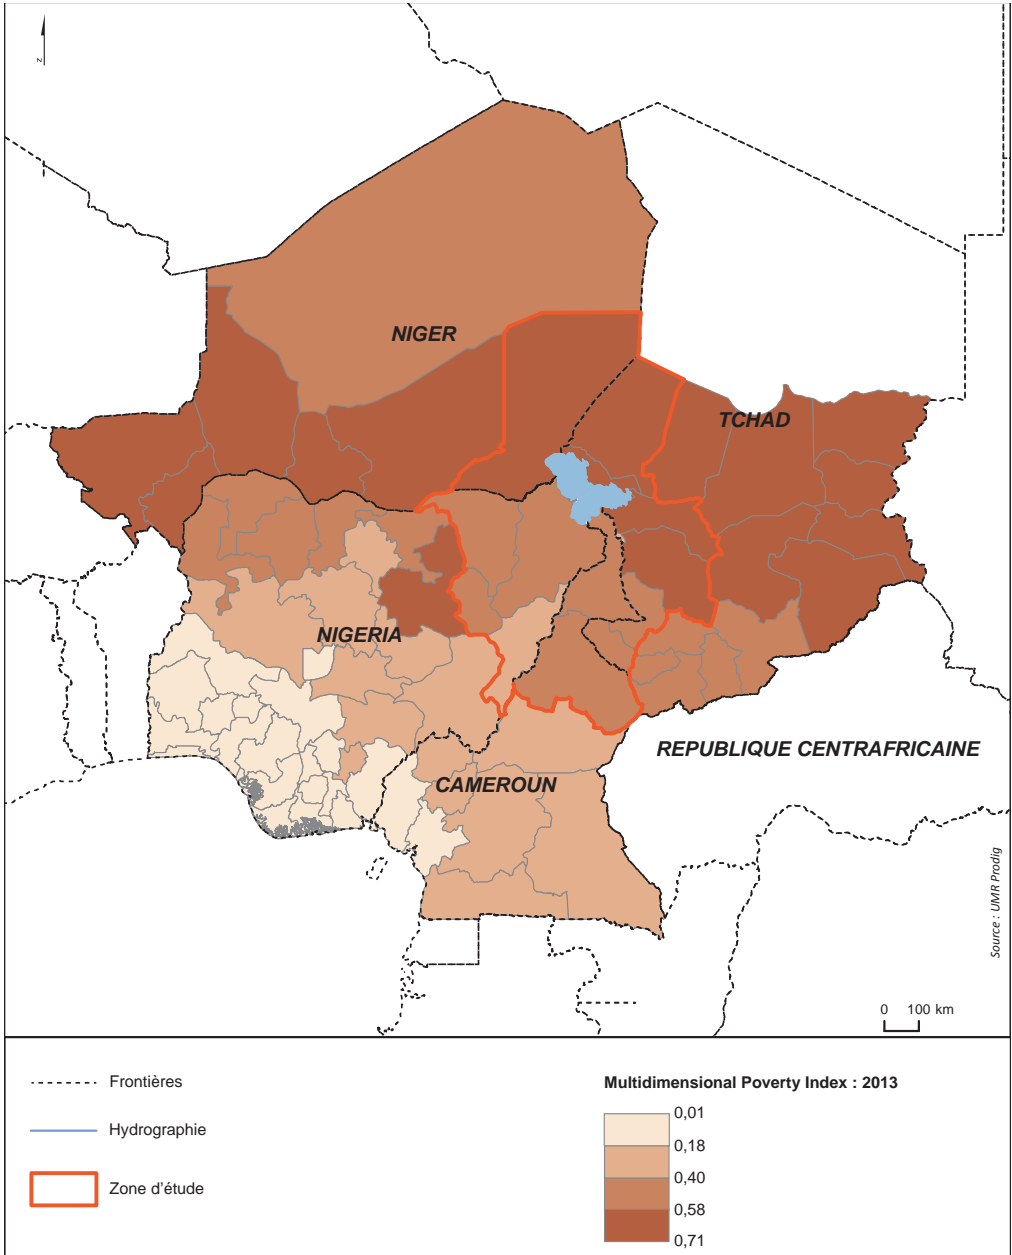 z
NIGER
TCHAD
NIGERIA
REPUBLIQUE CENTRAFRICAINE
CAMEROUN
Source : UMR Prodig
0 100 km
Frontières
Hydrographie
Zone d'étude
Multidimensional Poverty Index : 2013
0,01
0,18
0,40
0,58
0,71